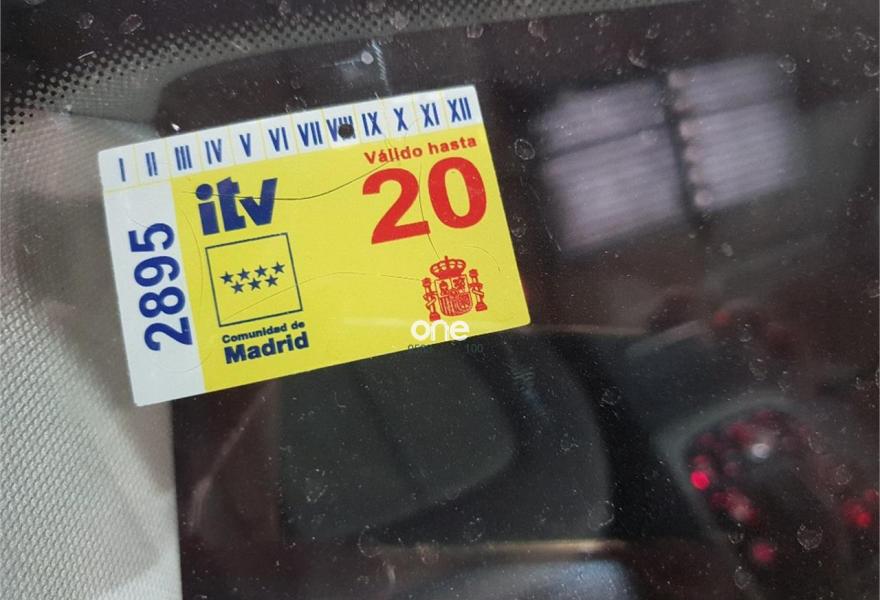 I II III IV V VI VII VIII IX X XI XII
Válido hasta
20
itv
2895
Comunidad de
Madrid
one